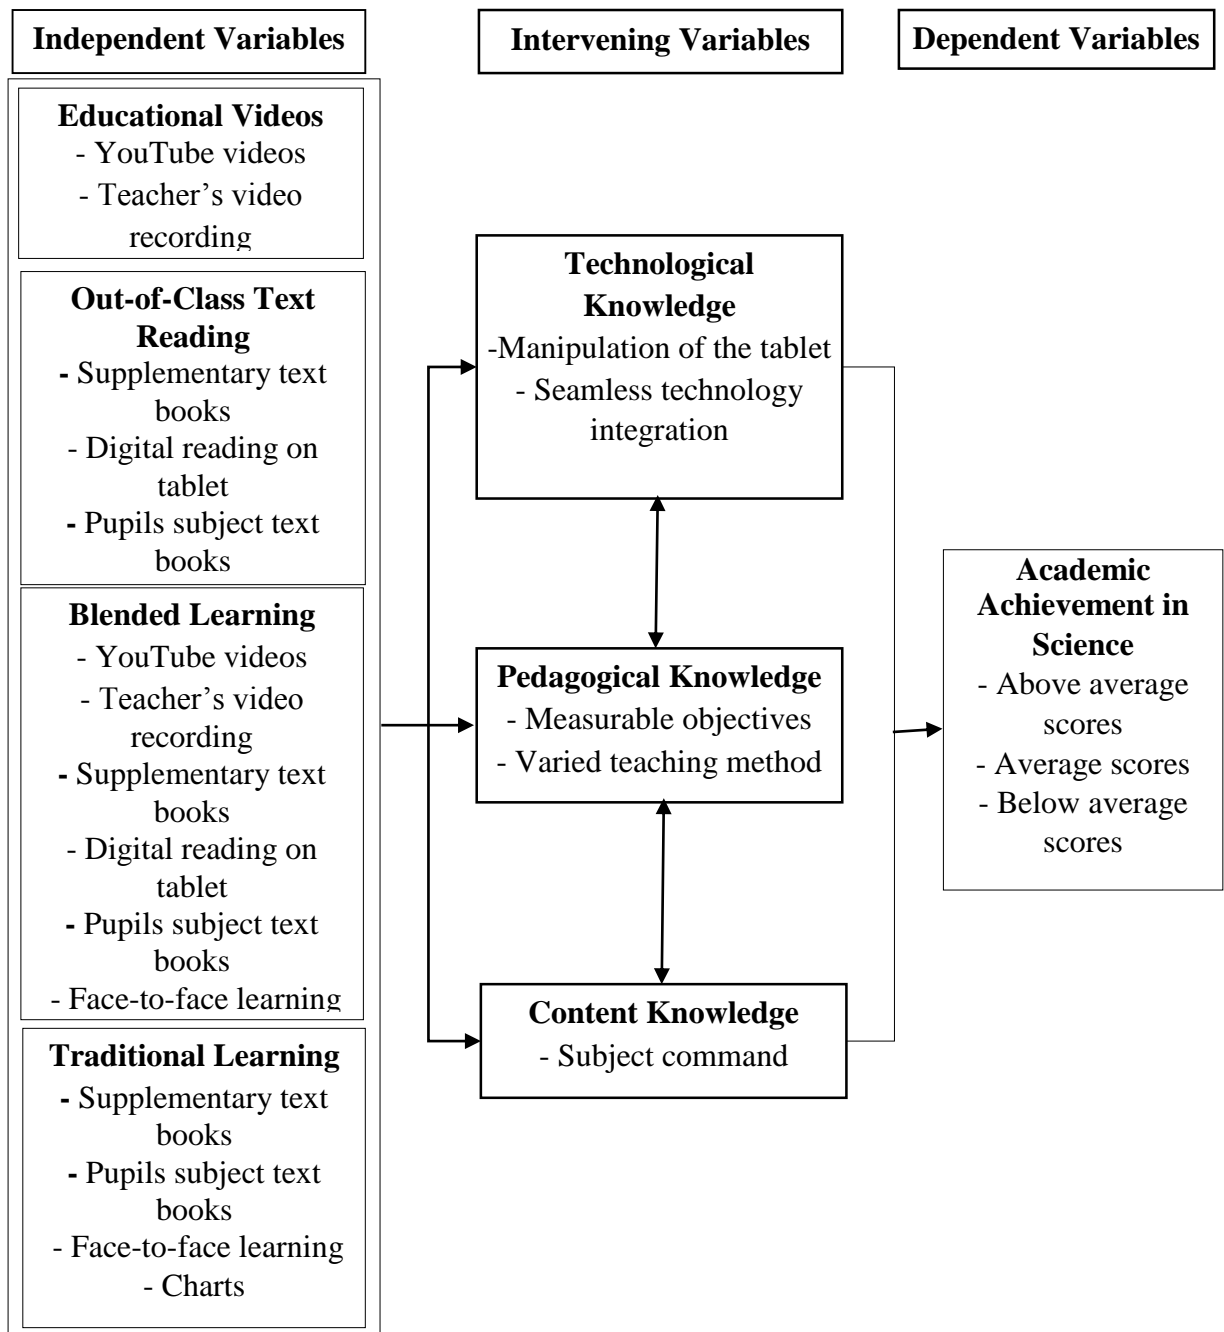 Independent Variables
Intervening Variables
Dependent Variables
Educational Videos
- YouTube videos
- Teacher’s video
recording
Out-of-Class Text
Reading
- Supplementary text
books
- Digital reading on
tablet
- Pupils subject text
books
Blended Learning
- YouTube videos
- Teacher’s video
recording
- Supplementary text
books
- Digital reading on
tablet
- Pupils subject text
books
- Face-to-face learning
Traditional Learning
- Supplementary text
books
- Pupils subject text
books
- Face-to-face learning
- Charts
Technological
Knowledge
-Manipulation of the tablet
- Seamless technology
integration
Pedagogical Knowledge
- Measurable objectives
- Varied teaching method
Content Knowledge
- Subject command
Academic
Achievement in
Science
- Above average
scores
- Average scores
- Below average
scores